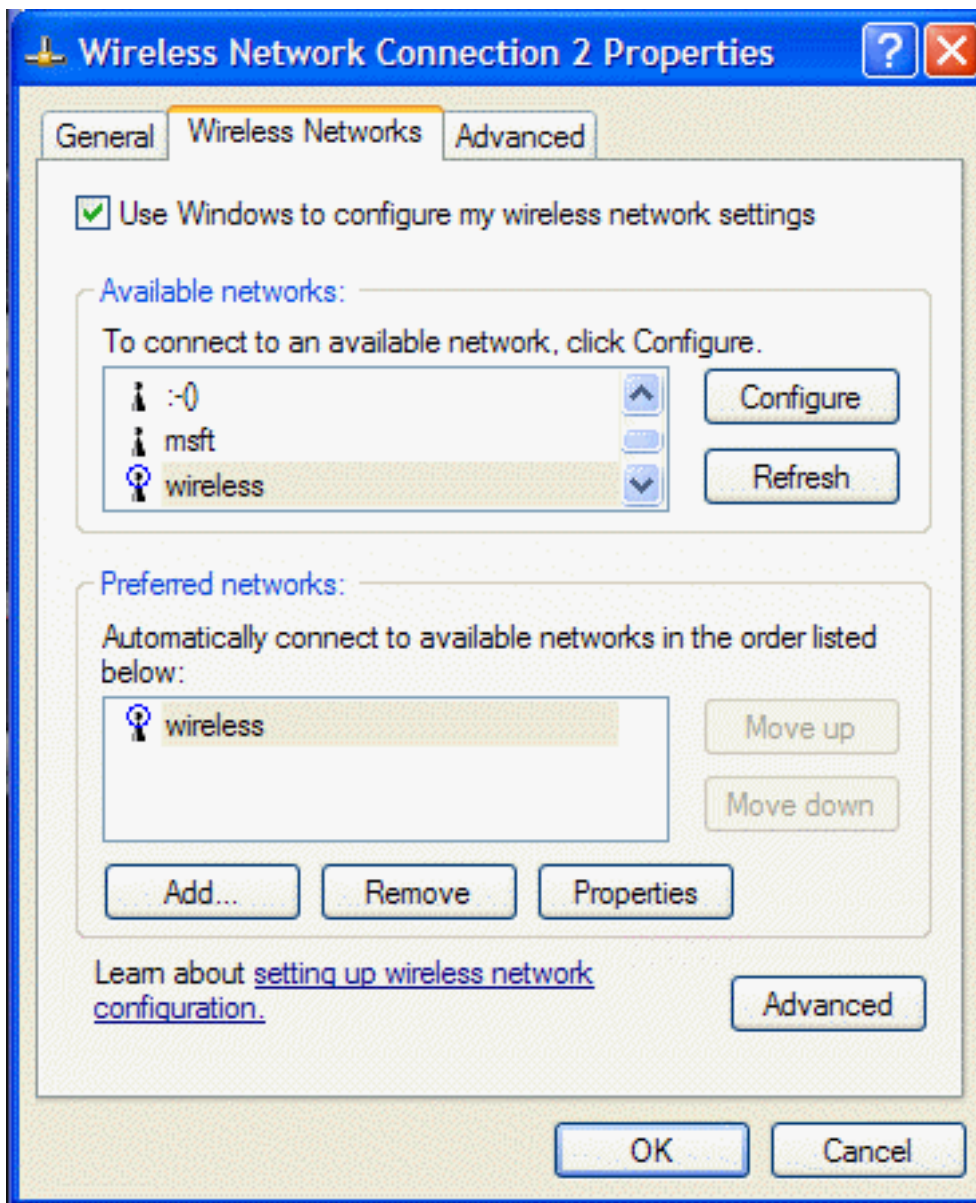 Wireless Network Connection 2 Properties
General Wireless Networks Advanced
Use Windows to configure my wireless network settings
Available networks:
To connect to an available network, click Configure.
:-()
msft
wireless
Configure
Refresh
Preferred networks:
Automatically connect to available networks in the order listed
below:
wireless
Move up
Move down
Add... Remove Properties
Learn about setting up wireless network
configuration.
Advanced
OK Cancel